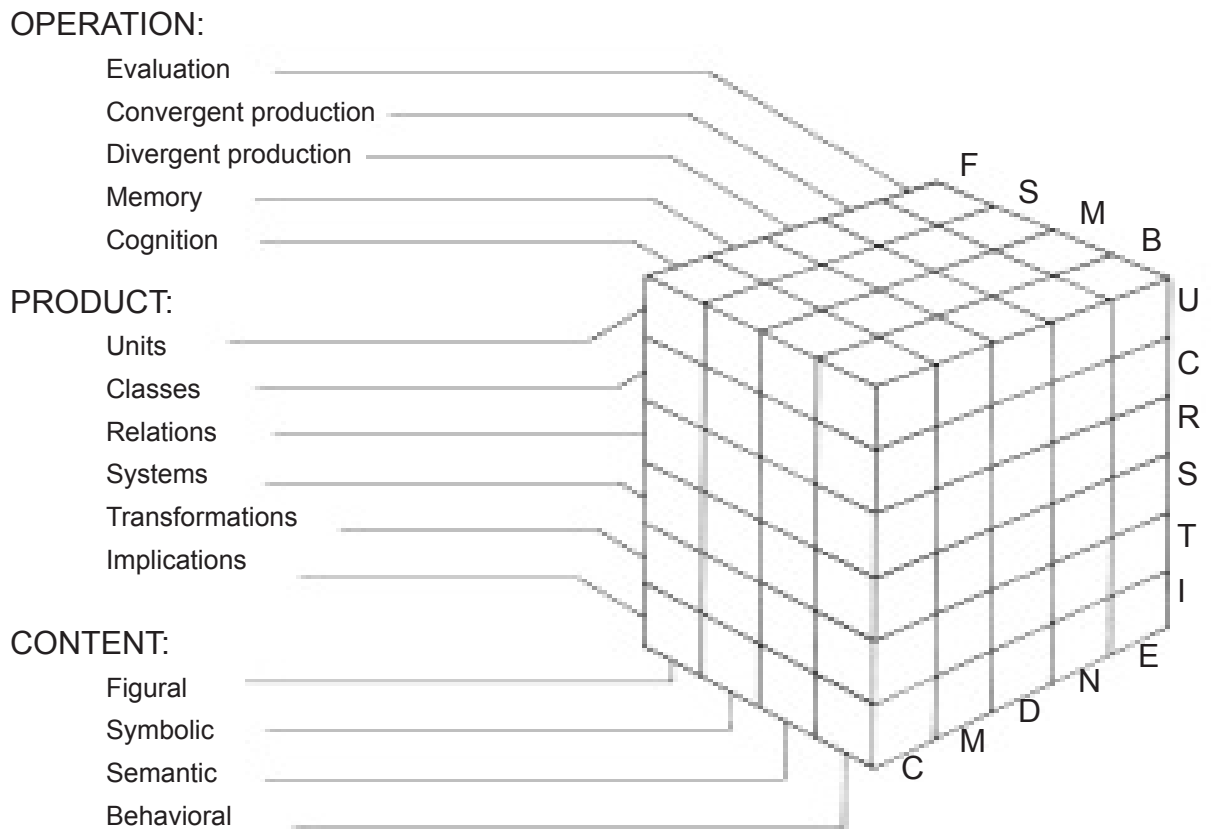 OPERATION:
Evaluation
Convergent production
Divergent production
Memory
Cognition
PRODUCT:
Units
Classes
Relations
Systems
Transformations
Implications
CONTENT:
Figural
Symbolic
Semantic
Behavioral
F
S
M
B
U
C
R
S
T
I
E
N
D
M
C